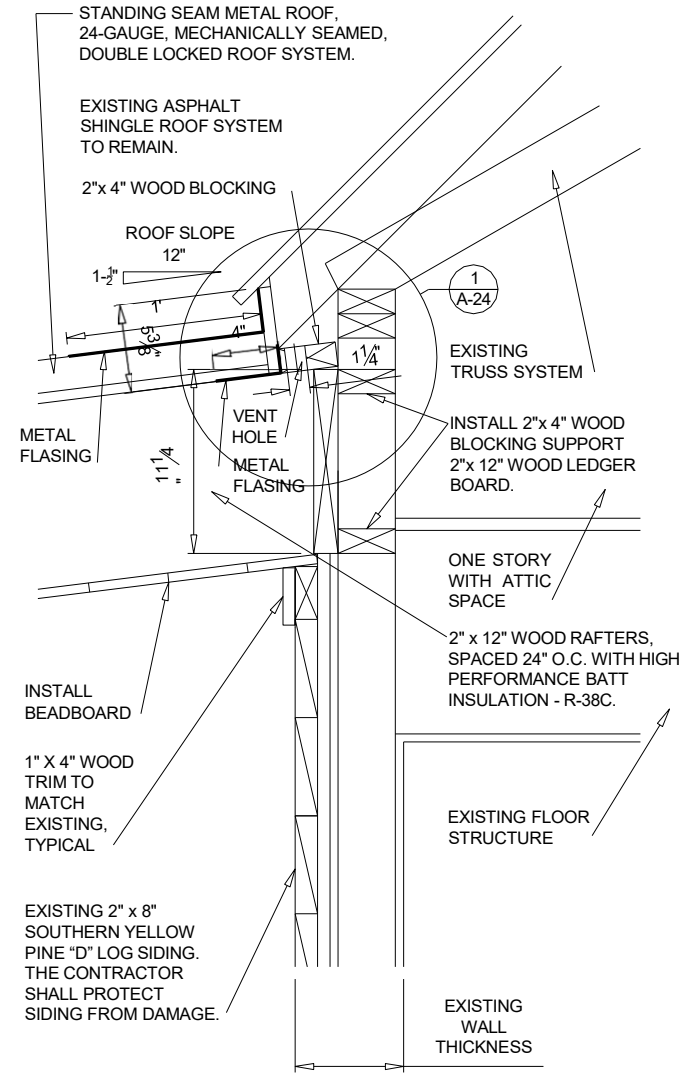 STANDING SEAM METAL ROOF,
24-GAUGE, MECHANICALLY SEAMED,
DOUBLE LOCKED ROOF SYSTEM.
EXISTING ASPHALT
SHINGLE ROOF SYSTEM
TO REMAIN.
2"x 4" WOOD BLOCKING
ROOF SLOPE
12"
1-½"
1'
5⅜"
4"
1¼"
1
A-24
EXISTING
TRUSS SYSTEM
METAL
FLASING
VENT
HOLE
METAL
FLASING
11¼"
INSTALL 2"x 4" WOOD
BLOCKING SUPPORT
2"x 12" WOOD LEDGER
BOARD.
ONE STORY
WITH ATTIC
SPACE
2" x 12" WOOD RAFTERS,
SPACED 24" O.C. WITH HIGH
PERFORMANCE BATT
INSULATION - R-38C.
INSTALL
BEADBOARD
1" X 4" WOOD
TRIM TO
MATCH
EXISTING,
TYPICAL
EXISTING FLOOR
STRUCTURE
EXISTING 2" x 8"
SOUTHERN YELLOW
PINE “D” LOG SIDING.
THE CONTRACTOR
SHALL PROTECT
SIDING FROM DAMAGE.
EXISTING
WALL
THICKNESS